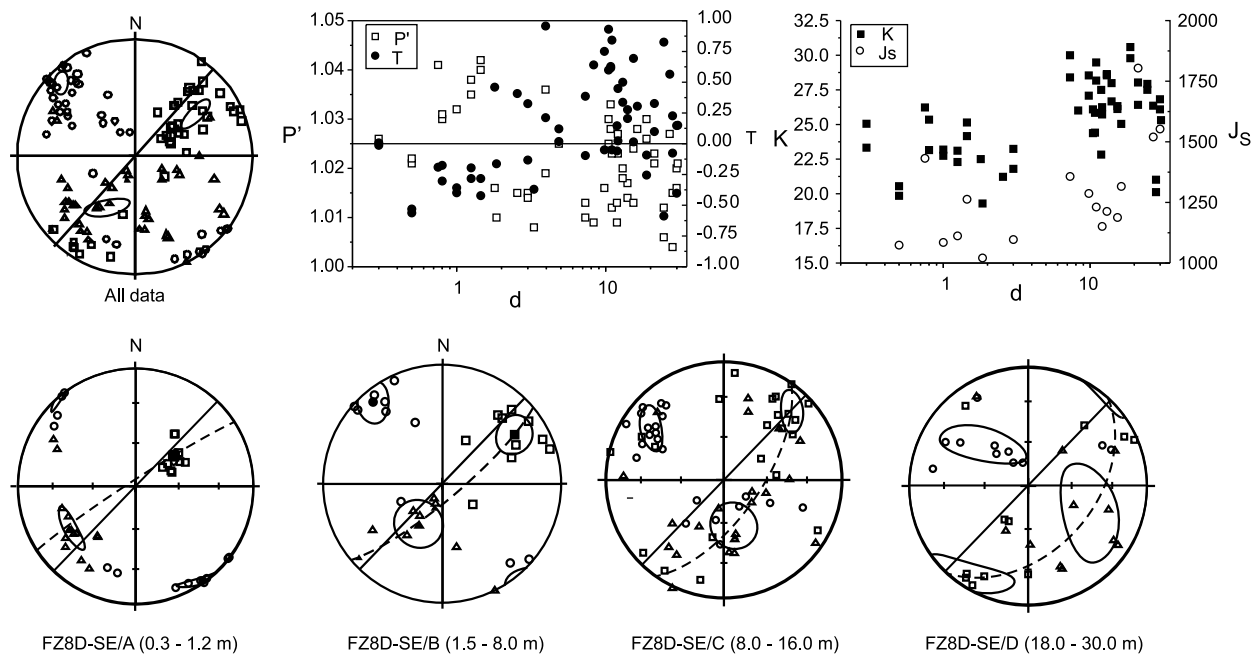 N
All data
P'
T
1.05
1.04
1.03
1.02
1.01
1.00
P'
1
10
d
1.00
0.75
0.50
0.25
0.00
-0.25
-0.50
-0.75
-1.00
T
K
Js
32.5
30.0
27.5
25.0
22.5
20.0
17.5
15.0
K
1
10
d
2000
1750
1500
1250
1000
JS
N
FZ8D-SE/A (0.3 - 1.2 m)
N
FZ8D-SE/B (1.5 - 8.0 m)
FZ8D-SE/C (8.0 - 16.0 m)
FZ8D-SE/D (18.0 - 30.0 m)